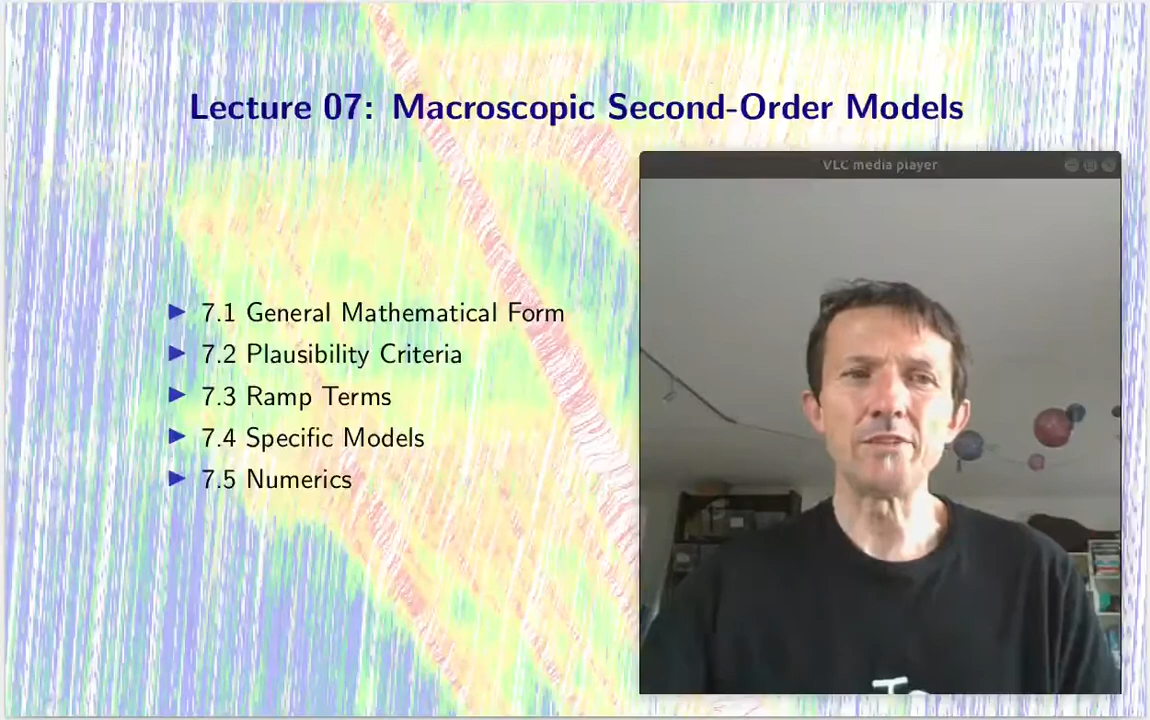 Lecture 07: Macroscopic Second-Order Models
VLC media player
▶ 7.1 General Mathematical Form
▶ 7.2 Plausibility Criteria
▶ 7.3 Ramp Terms
▶ 7.4 Specific Models
▶ 7.5 Numerics